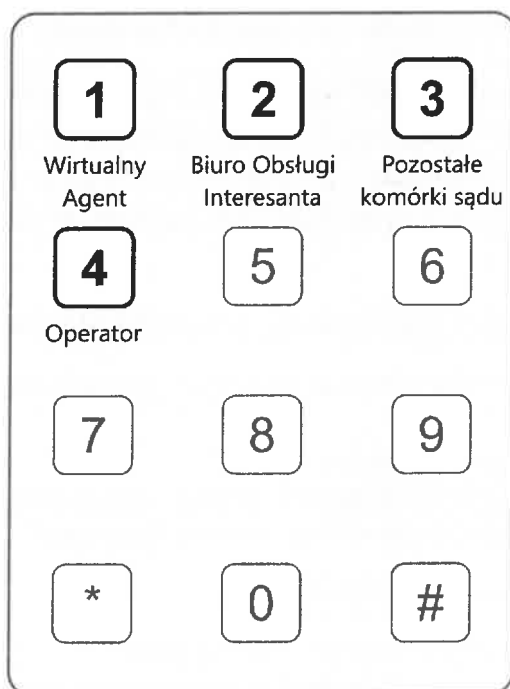 1 2 3
Wirtualny Biuro Obsługi Pozostałe
Agent Interesanta komórki sądu
4 5 6
Operator
7 8 9
* 0 #